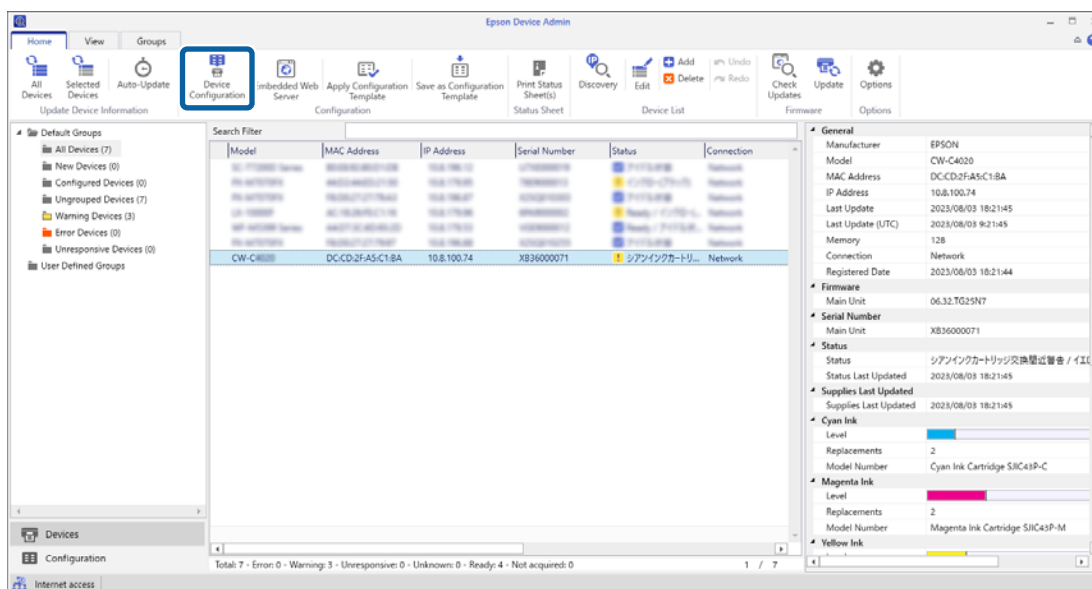 Epson Device Admin
Home View Groups
All Devices
Selected Devices
Auto-Update
Device Configuration
Embedded Web Server
Apply Configuration Template
Save as Configuration Template
Print Status Sheet(s)
Discovery
Edit
Add
Delete
Undo
Redo
Check Updates
Update
Options
Update Device Information
Configuration
Status Sheet
Device List
Firmware
Options
Default Groups
All Devices (7)
New Devices (0)
Configured Devices (0)
Ungrouped Devices (7)
Warning Devices (3)
Error Devices (0)
Unresponsive Devices (0)
User Defined Groups
Devices
Configuration
Internet access
Search Filter
Model MAC Address IP Address Serial Number Status Connection
CW-C4020 DC:CD:2F:A5:C1:BA 10.8.100.74 XB36000071 シアンインクカートリ... Network
Total: 7 - Error: 0 - Warning: 3 - Unresponsive: 0 - Unknown: 0 - Ready: 4 - Not acquired: 0
1 / 7
General
Manufacturer EPSON
Model CW-C4020
MAC Address DC:CD:2F:A5:C1:BA
IP Address 10.8.100.74
Last Update 2023/08/03 18:21:45
Last Update (UTC) 2023/08/03 9:21:45
Memory 128
Connection Network
Registered Date 2023/08/03 18:21:44
Firmware
Main Unit 06.32.TG25N7
Serial Number
Main Unit XB36000071
Status
Status シアンインクカートリッジ交換間近警告 / イエ
Status Last Updated 2023/08/03 18:21:45
Supplies Last Updated
Supplies Last Updated 2023/08/03 18:21:45
Cyan Ink
Level
Replacements 2
Model Number Cyan Ink Cartridge SJIC43P-C
Magenta Ink
Level
Replacements 2
Model Number Magenta Ink Cartridge SJIC43P-M
Yellow Ink